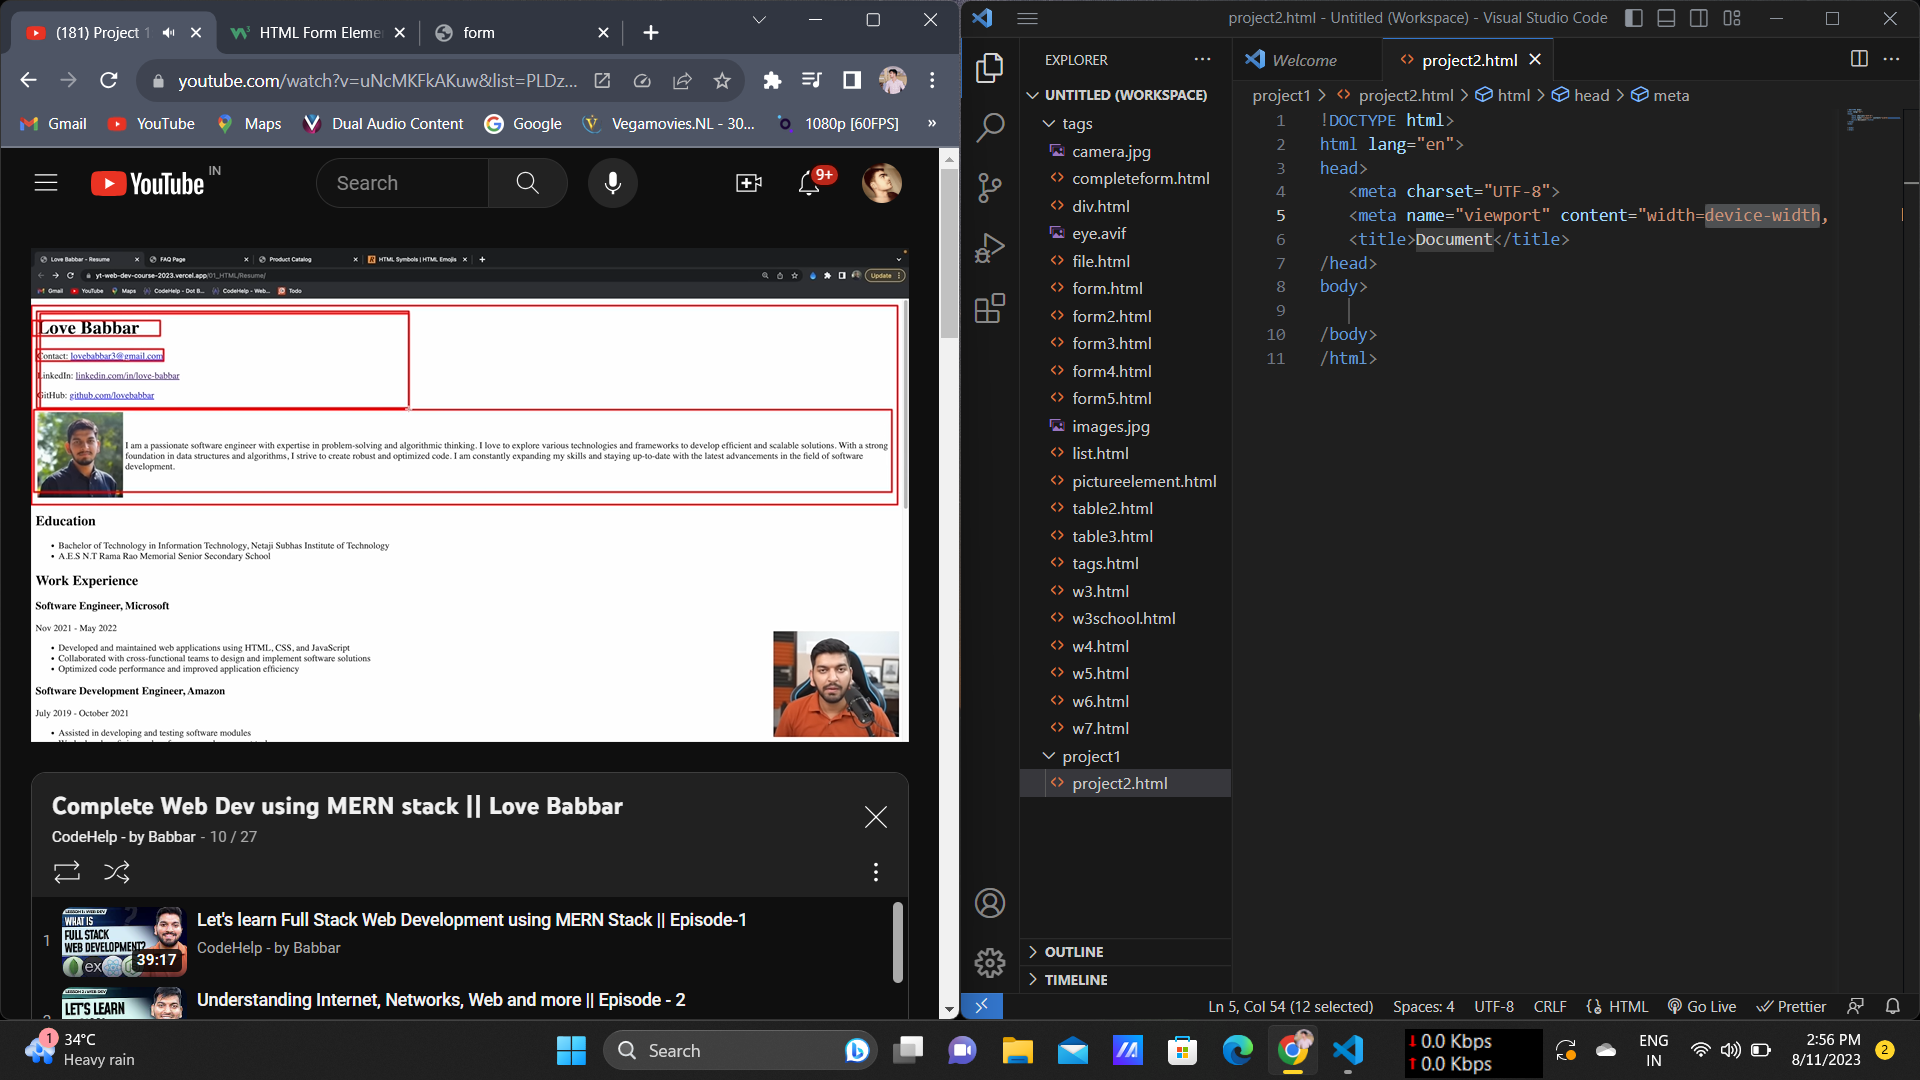 (181) Project 1
HTML Form Eleme
form
youtube.com/watch?v=uNcMKFkAKuw&list=PLDz...
Gmail
YouTube
Maps
Dual Audio Content
Google
Vegamovies.NL - 30...
1080p [60FPS]
»
YouTube IN
Search
9+
Love Babbar - Resume
FAQ Page
Product Catalog
HTML Symbols | HTML Emojis
yt-web-dev-course-2023.vercel.app/01_HTML/Resume/
Update
Gmail
YouTube
Maps
CodeHelp - Dot B...
CodeHelp - Web...
Todo
Love Babbar
Contact: lovebabbar3@gmail.com
LinkedIn: linkedin.com/in/love-babbar
GitHub: github.com/lovebabbar
I am a passionate software engineer with expertise in problem-solving and algorithmic thinking. I love to explore various technologies and frameworks to develop efficient and scalable solutions. With a strong
foundation in data structures and algorithms, I strive to create robust and optimized code. I am constantly expanding my skills and staying up-to-date with the latest advancements in the field of software
development.
Education
• Bachelor of Technology in Information Technology, Netaji Subhas Institute of Technology
• A.E.S N.T Rama Rao Memorial Senior Secondary School
Work Experience
Software Engineer, Microsoft
Nov 2021 - May 2022
• Developed and maintained web applications using HTML, CSS, and JavaScript
• Collaborated with cross-functional teams to design and implement software solutions
• Optimized code performance and improved application efficiency
Software Development Engineer, Amazon
July 2019 - October 2021
• Assisted in developing and testing software modules
Complete Web Dev using MERN stack || Love Babbar
CodeHelp - by Babbar - 10 / 27
1
WHAT IS
FULL STACK
WEB DEVELOPMENT?
ex
39:17
Let's learn Full Stack Web Development using MERN Stack || Episode-1
CodeHelp - by Babbar
LET'S LEARN
Understanding Internet, Networks, Web and more || Episode - 2
project2.html - Untitled (Workspace) - Visual Studio Code
EXPLORER
UNTITLED (WORKSPACE)
tags
camera.jpg
completeform.html
div.html
eye.avif
file.html
form.html
form2.html
form3.html
form4.html
form5.html
images.jpg
list.html
pictureelement.html
table2.html
table3.html
tags.html
w3.html
w3school.html
w4.html
w5.html
w6.html
w7.html
project1
project2.html
OUTLINE
TIMELINE
Welcome
project2.html
project1 > project2.html > html > head > meta
1 !DOCTYPE html>
2 html lang="en">
3 head>
4 <meta charset="UTF-8">
5 <meta name="viewport" content="width=device-width,
6 <title>Document</title>
7 /head>
8 body>
9
10 /body>
11 /html>
Ln 5, Col 54 (12 selected)
Spaces: 4
UTF-8
CRLF
HTML
Go Live
Prettier
1
34°C
Heavy rain
Search
0.0 Kbps
0.0 Kbps
ENG
IN
2:56 PM
8/11/2023
2